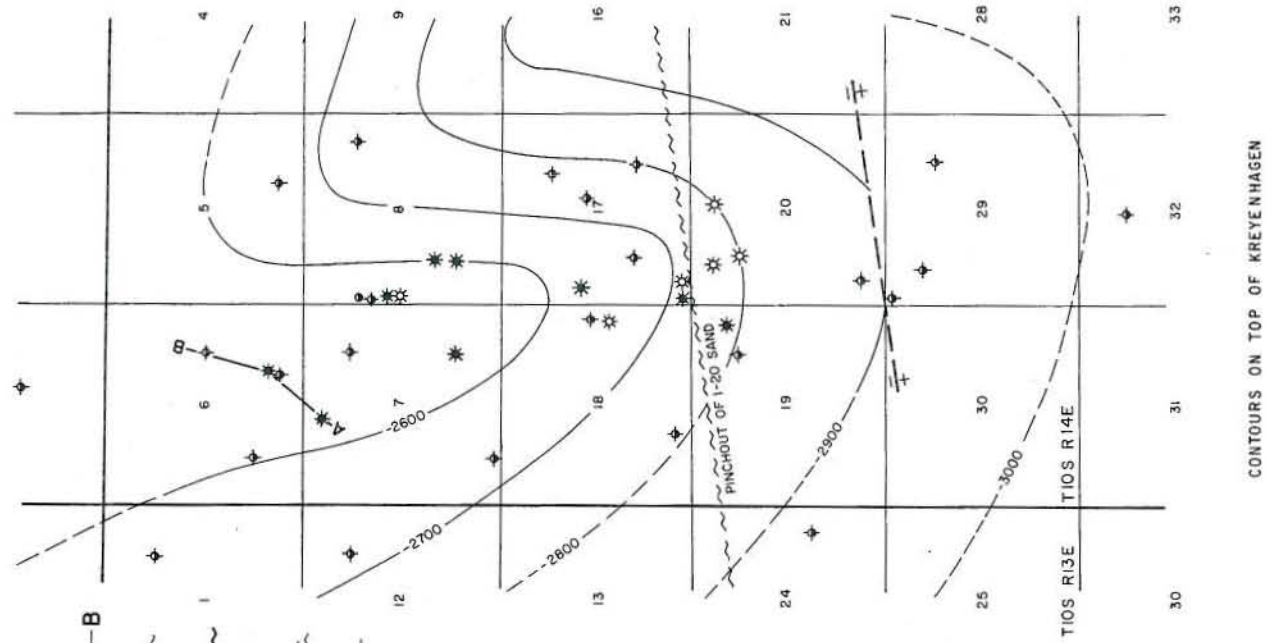 B
1 6 5 4
B
A
12 7 8 9
-2600
-2700
13 18 17 16
-2800
PINCHOUT OF 1-20 SAND
24 19 20 21
-2900
25 30 29 28
-3000
T10S R13E T10S R14E
30 31 32 33
CONTOURS ON TOP OF KREYENHAGEN